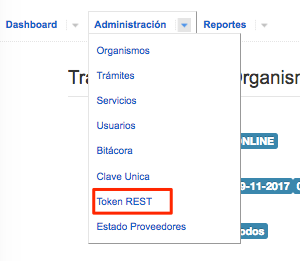 Dashboard Administración Reportes
Organismos
Tra Organism
Trámites
Servicios
Usuarios
ONLINE
Bitácora
Clave Unica
9-11-2017
Token REST
Estado Proveedores
odos